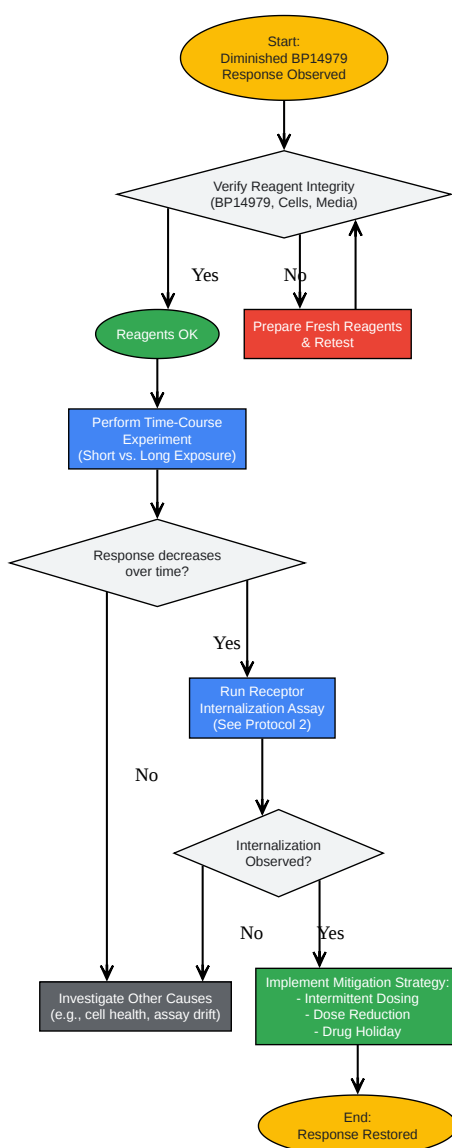 Start:
Diminished BP14979
Response Observed
Verify Reagent Integrity
(BP14979, Cells, Media)
Yes
No
Reagents OK
Prepare Fresh Reagents
& Retest
Perform Time-Course
Experiment
(Short vs. Long Exposure)
Response decreases
over time?
Yes
Run Receptor
Internalization Assay
(See Protocol 2)
No
Internalization
Observed?
No
Yes
Investigate Other Causes
(e.g., cell health, assay drift)
Implement Mitigation Strategy:
- Intermittent Dosing
- Dose Reduction
- Drug Holiday
End:
Response Restored